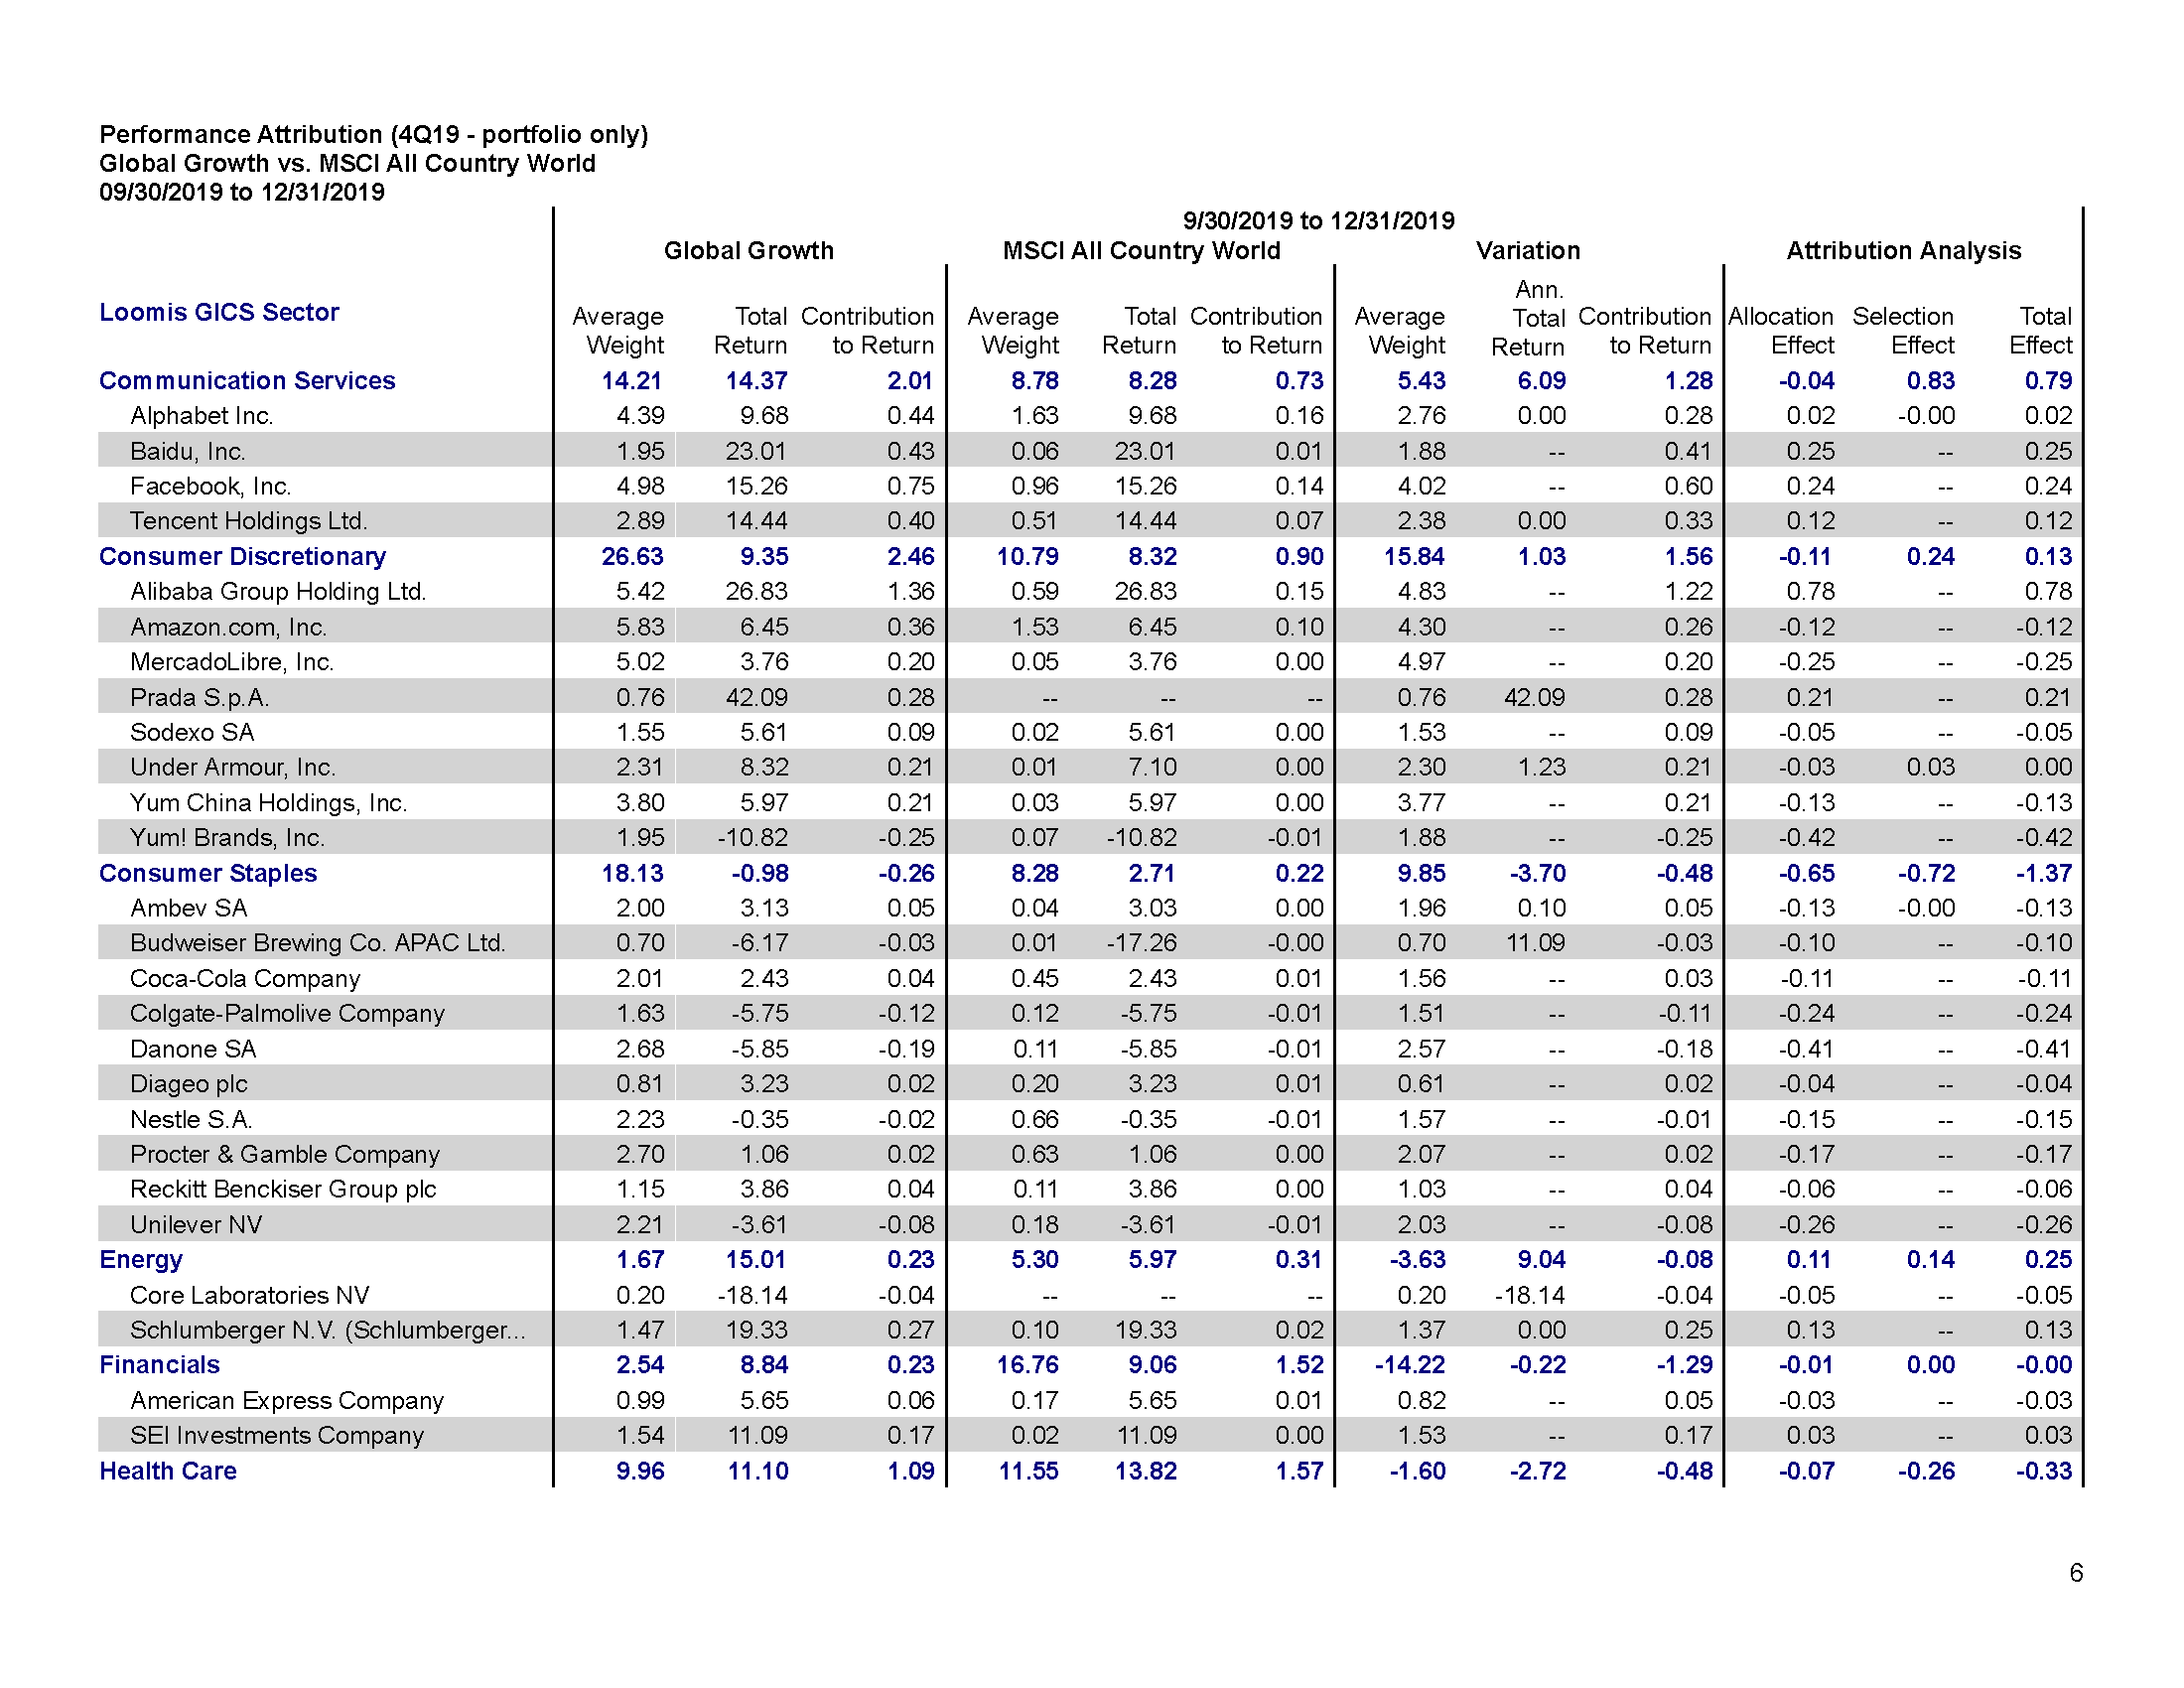 Performance Attribution (4Q19 - portfolio only)
Global Growth vs. MSCI All Country World
09/30/2019 to 12/31/2019
9/30/2019 to 12/31/2019
Global Growth MSCI All Country World Variation Attribution Analysis
Loomis GICS Sector Average Weight Total Return Contribution to Return Average Weight Total Return Contribution to Return Average Weight Ann. Total Return Contribution to Return Allocation Effect Selection Effect Total Effect
Communication Services 14.21 14.37 2.01 8.78 8.28 0.73 5.43 6.09 1.28 -0.04 0.83 0.79
Alphabet Inc. 4.39 9.68 0.44 1.63 9.68 0.16 2.76 0.00 0.28 0.02 -0.00 0.02
Baidu, Inc. 1.95 23.01 0.43 0.06 23.01 0.01 1.88 -- 0.41 0.25 -- 0.25
Facebook, Inc. 4.98 15.26 0.75 0.96 15.26 0.14 4.02 -- 0.60 0.24 -- 0.24
Tencent Holdings Ltd. 2.89 14.44 0.40 0.51 14.44 0.07 2.38 0.00 0.33 0.12 -- 0.12
Consumer Discretionary 26.63 9.35 2.46 10.79 8.32 0.90 15.84 1.03 1.56 -0.11 0.24 0.13
Alibaba Group Holding Ltd. 5.42 26.83 1.36 0.59 26.83 0.15 4.83 -- 1.22 0.78 -- 0.78
Amazon.com, Inc. 5.83 6.45 0.36 1.53 6.45 0.10 4.30 -- 0.26 -0.12 -- -0.12
MercadoLibre, Inc. 5.02 3.76 0.20 0.05 3.76 0.00 4.97 -- 0.20 -0.25 -- -0.25
Prada S.p.A. 0.76 42.09 0.28 -- -- -- 0.76 42.09 0.28 0.21 -- 0.21
Sodexo SA 1.55 5.61 0.09 0.02 5.61 0.00 1.53 -- 0.09 -0.05 -- -0.05
Under Armour, Inc. 2.31 8.32 0.21 0.01 7.10 0.00 2.30 1.23 0.21 -0.03 0.03 0.00
Yum China Holdings, Inc. 3.80 5.97 0.21 0.03 5.97 0.00 3.77 -- 0.21 -0.13 -- -0.13
Yum! Brands, Inc. 1.95 -10.82 -0.25 0.07 -10.82 -0.01 1.88 -- -0.25 -0.42 -- -0.42
Consumer Staples 18.13 -0.98 -0.26 8.28 2.71 0.22 9.85 -3.70 -0.48 -0.65 -0.72 -1.37
Ambev SA 2.00 3.13 0.05 0.04 3.03 0.00 1.96 0.10 0.05 -0.13 -0.00 -0.13
Budweiser Brewing Co. APAC Ltd. 0.70 -6.17 -0.03 0.01 -17.26 -0.00 0.70 11.09 -0.03 -0.10 -- -0.10
Coca-Cola Company 2.01 2.43 0.04 0.45 2.43 0.01 1.56 -- 0.03 -0.11 -- -0.11
Colgate-Palmolive Company 1.63 -5.75 -0.12 0.12 -5.75 -0.01 1.51 -- -0.11 -0.24 -- -0.24
Danone SA 2.68 -5.85 -0.19 0.11 -5.85 -0.01 2.57 -- -0.18 -0.41 -- -0.41
Diageo plc 0.81 3.23 0.02 0.20 3.23 0.01 0.61 -- 0.02 -0.04 -- -0.04
Nestle S.A. 2.23 -0.35 -0.02 0.66 -0.35 -0.01 1.57 -- -0.01 -0.15 -- -0.15
Procter & Gamble Company 2.70 1.06 0.02 0.63 1.06 0.00 2.07 -- 0.02 -0.17 -- -0.17
Reckitt Benckiser Group plc 1.15 3.86 0.04 0.11 3.86 0.00 1.03 -- 0.04 -0.06 -- -0.06
Unilever NV 2.21 -3.61 -0.08 0.18 -3.61 -0.01 2.03 -- -0.08 -0.26 -- -0.26
Energy 1.67 15.01 0.23 5.30 5.97 0.31 -3.63 9.04 -0.08 0.11 0.14 0.25
Core Laboratories NV 0.20 -18.14 -0.04 -- -- -- 0.20 -18.14 -0.04 -0.05 -- -0.05
Schlumberger N.V. (Schlumberger... 1.47 19.33 0.27 0.10 19.33 0.02 1.37 0.00 0.25 0.13 -- 0.13
Financials 2.54 8.84 0.23 16.76 9.06 1.52 -14.22 -0.22 -1.29 -0.01 0.00 -0.00
American Express Company 0.99 5.65 0.06 0.17 5.65 0.01 0.82 -- 0.05 -0.03 -- -0.03
SEI Investments Company 1.54 11.09 0.17 0.02 11.09 0.00 1.53 -- 0.17 0.03 -- 0.03
Health Care 9.96 11.10 1.09 11.55 13.82 1.57 -1.60 -2.72 -0.48 -0.07 -0.26 -0.33
6